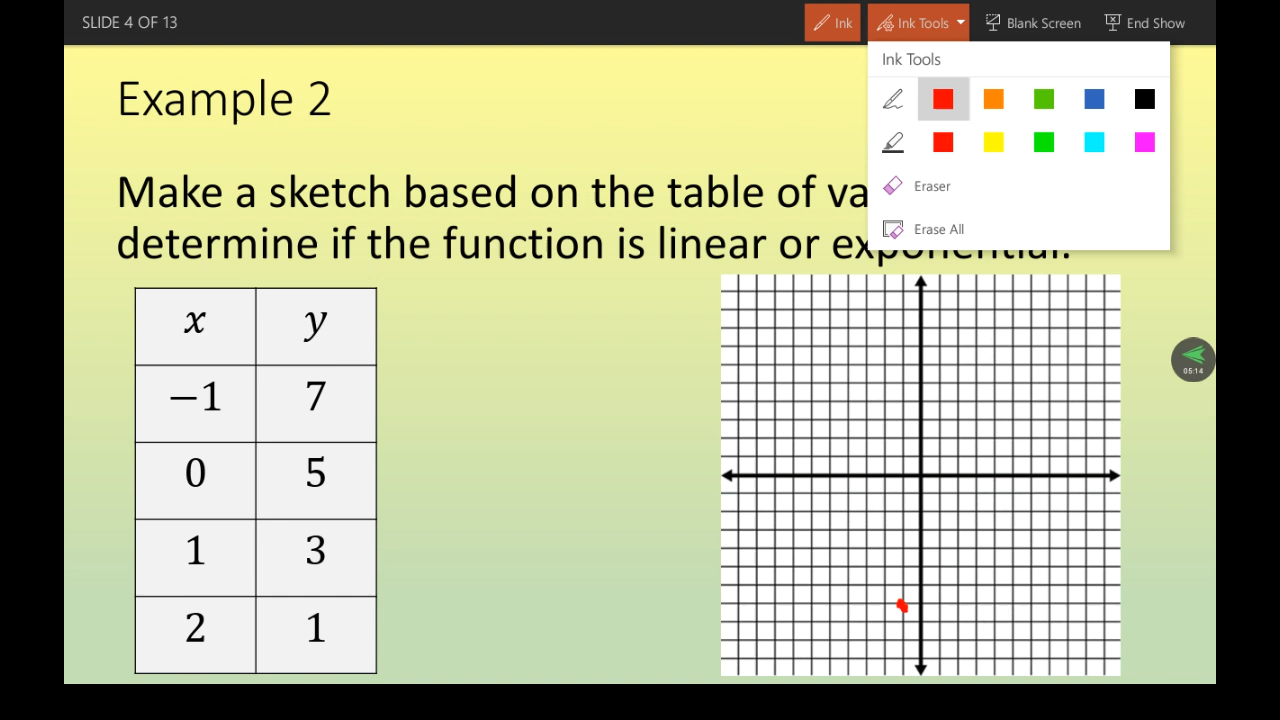 SLIDE 4 OF 13
Ink
Ink Tools
Blank Screen
End Show
Ink Tools
Eraser
Erase All
Example 2
Make a sketch based on the table of
determine if the function is linear or exponential.
x y
−1 7
0 5
1 3
2 1
05:14